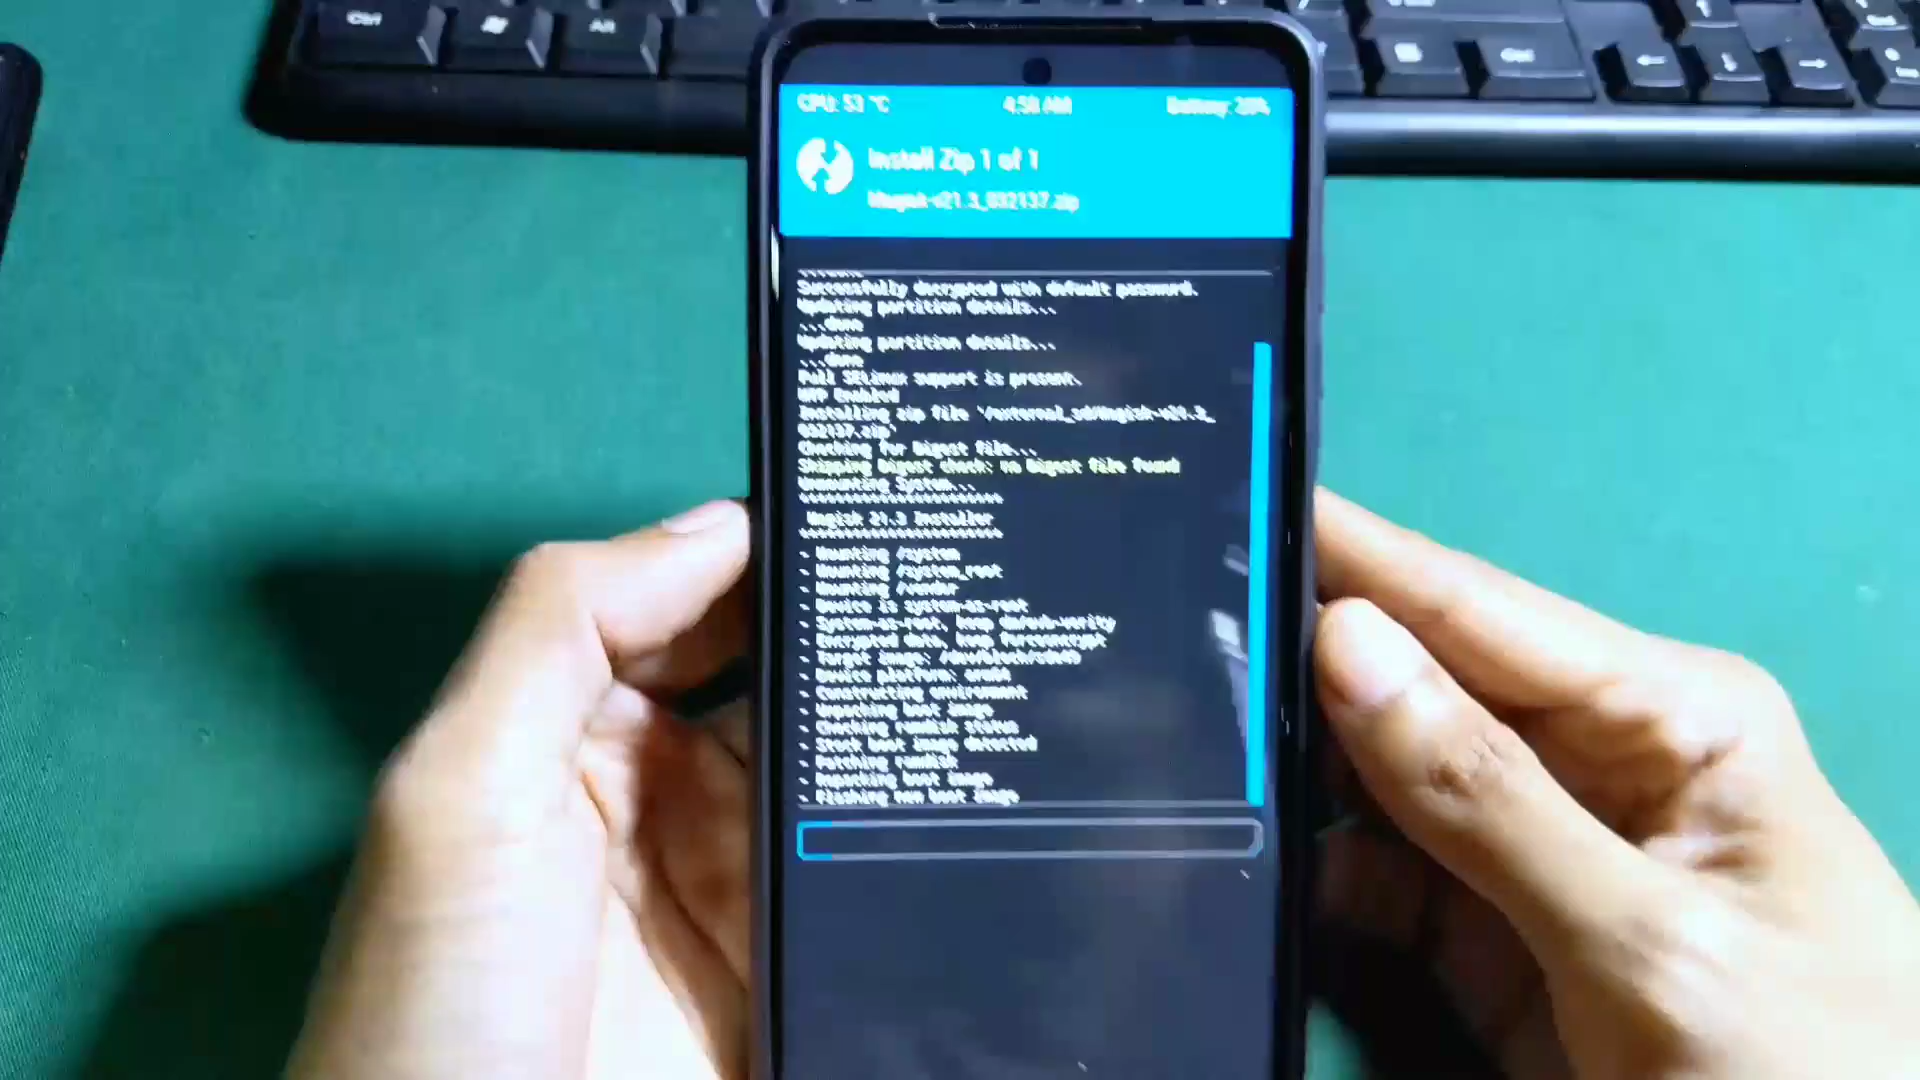 Ctrl
Alt
CPU: 53 °C
4:58 AM
Install Zip 1 of 1
Magisk-v21.3_032137.zip
Successfully decrypted with default password.
Updating partition details...
...done
Updating partition details...
...done
Full SELinux support is present.
MTP Enabled
Installing zip file '/external_sd/Magisk-v21.3_
032137.zip'
Checking for Digest file...
Skipping Digest check: no Digest file found
Unmounting System...
************************
Magisk 21.3 Installer
************************
- Mounting /system
- Mounting /system_root
- Mounting /vendor
- Device is system-as-root
- System-as-root, keep dm/avb-verity
- Encrypted data, keep forceencrypt
- Target image:
- Device platform:
- Constructing environment
- Unpacking boot image
- Checking ramdisk status
- Stock boot image detected
- Patching ramdisk
- Repacking boot image
- Flashing new boot image